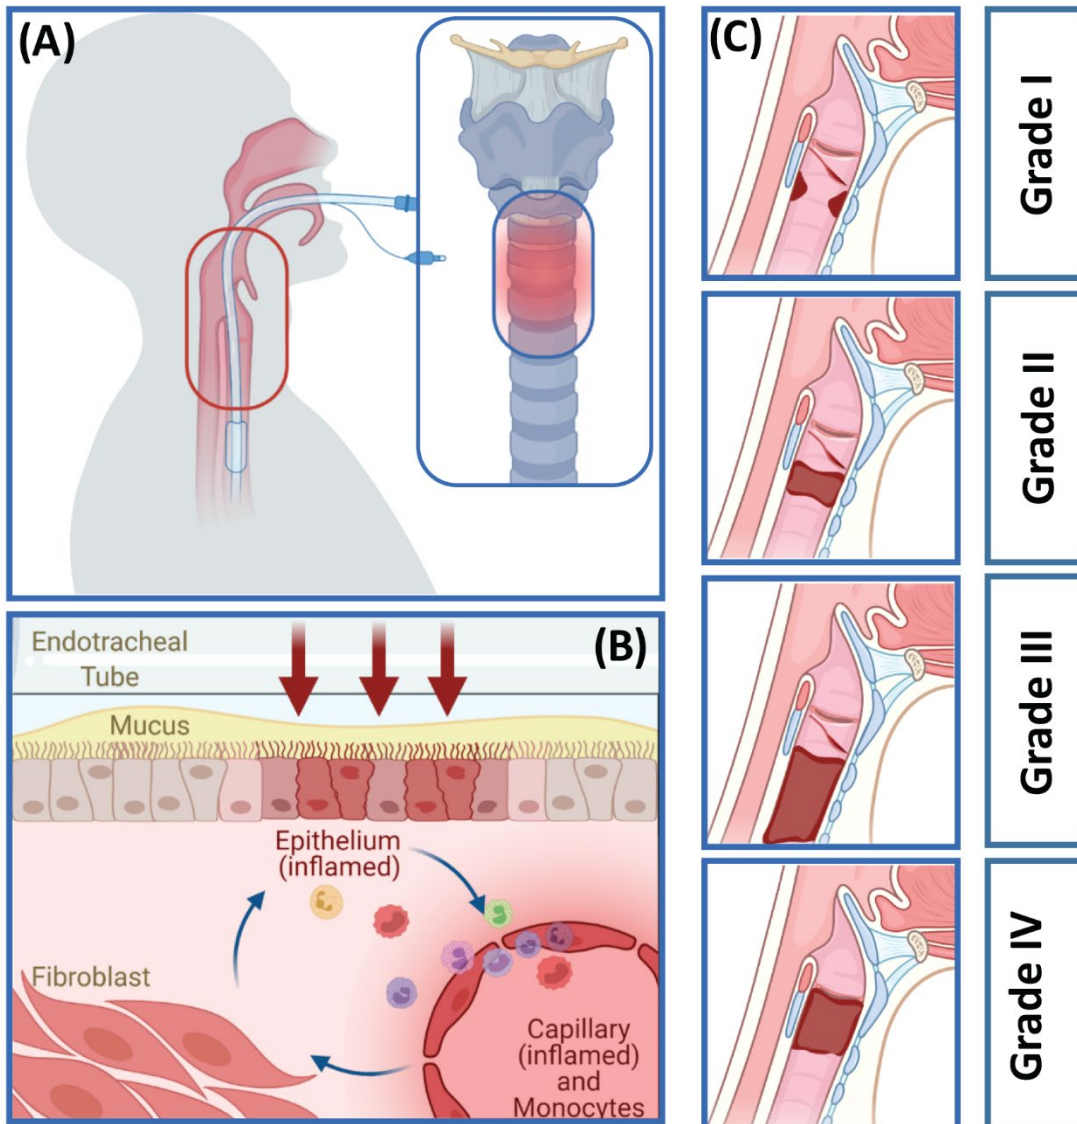 (A)
(B)
Endotracheal
Tube
Mucus
Epithelium
(inflamed)
Fibroblast
Capillary
(inflamed)
and
Monocytes
(C)
Grade I
Grade II
Grade III
Grade IV